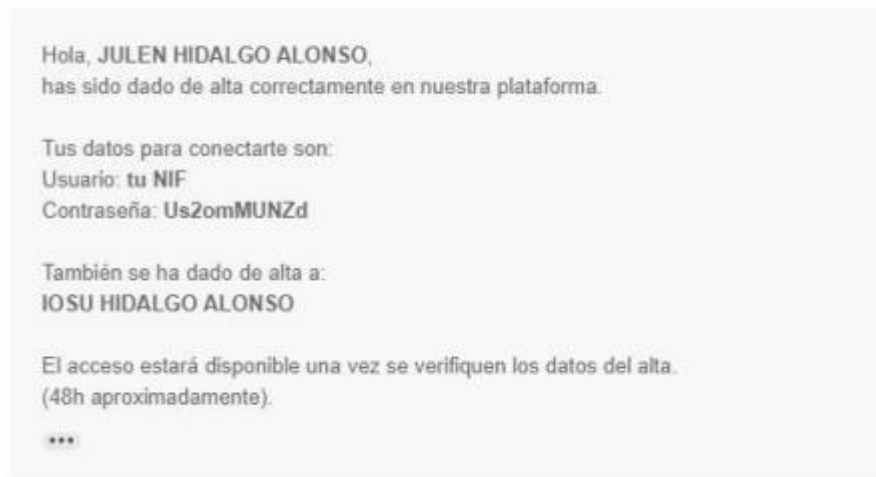 Hola, JULEN HIDALGO ALONSO,
has sido dado de alta correctamente en nuestra plataforma.
Tus datos para conectarte son:
Usuario: tu NIF
Contraseña: Us2omMUNZd
También se ha dado de alta a:
IOSU HIDALGO ALONSO
El acceso estará disponible una vez se verifiquen los datos del alta.
(48h aproximadamente).
•••